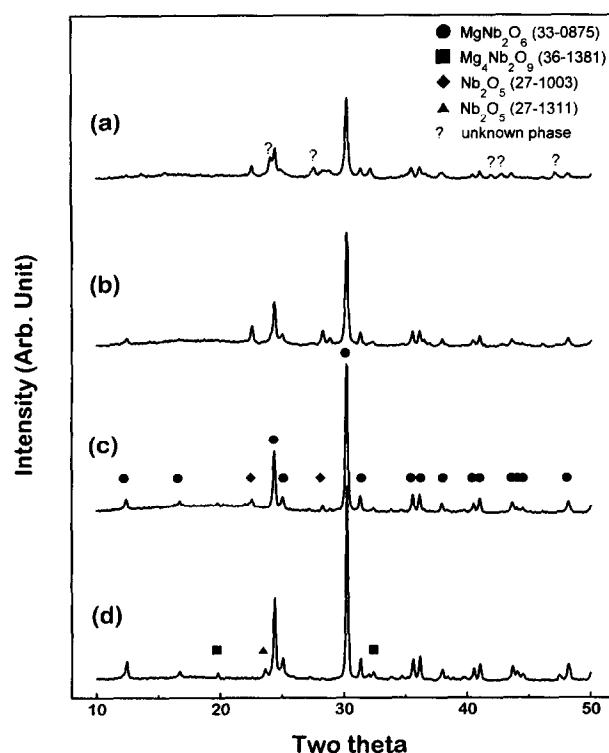 MgNb₂O₆ (33-0875)
Mg₄Nb₂O₉ (36-1381)
Nb₂O₅ (27-1003)
Nb₂O₅ (27-1311)
? unknown phase
(a)
? ? ? ? ?
(b)
(c)
(d)
Intensity (Arb. Unit)
10 20 30 40 50
Two theta